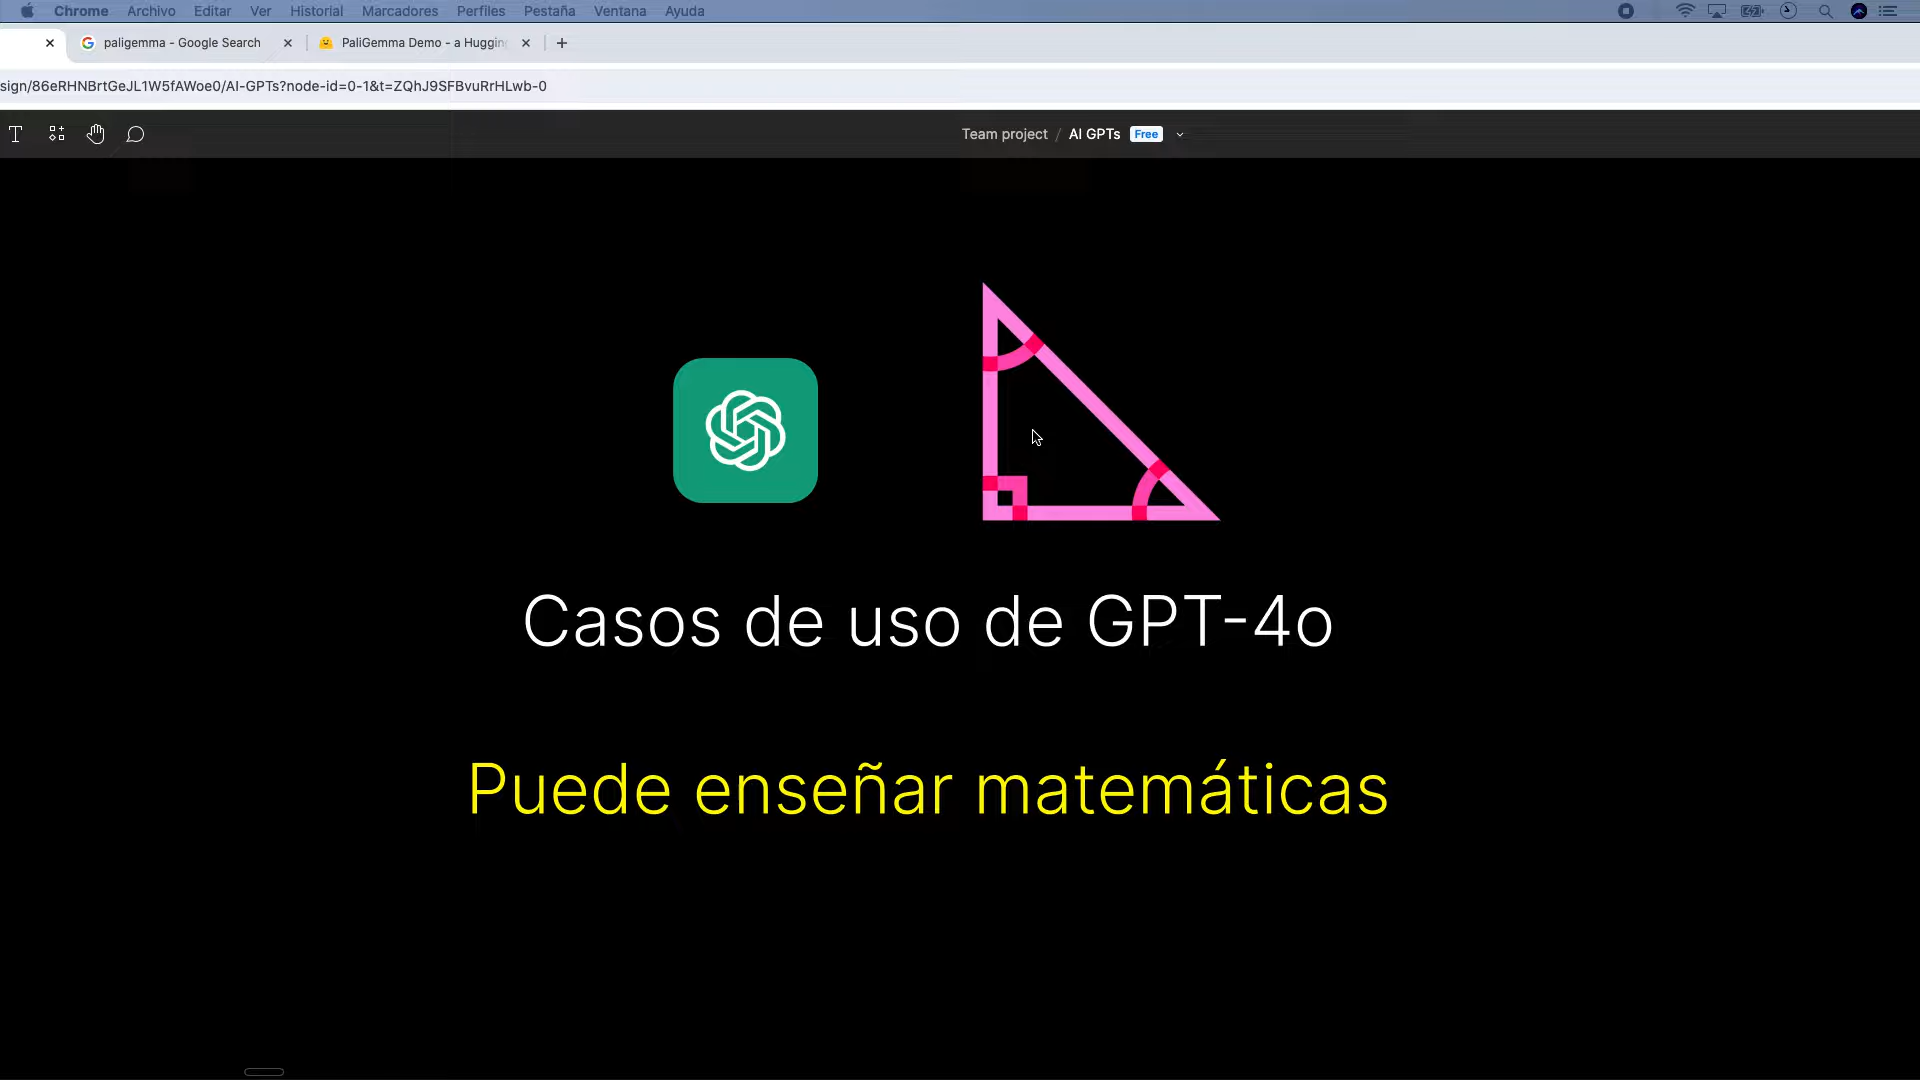 Chrome Archivo Editar Ver Historial Marcadores Perfiles Pestaña Ventana Ayuda
paligemma - Google Search PaliGemma Demo - a Hugging
sign/86eRHNBrtGeJL1W5fAWoe0/AI-GPTs?node-id=0-1&t=ZQhJ9SFBvuRrHLwb-0
Team project / AI GPTs Free
Casos de uso de GPT-4o
Puede enseñar matemáticas